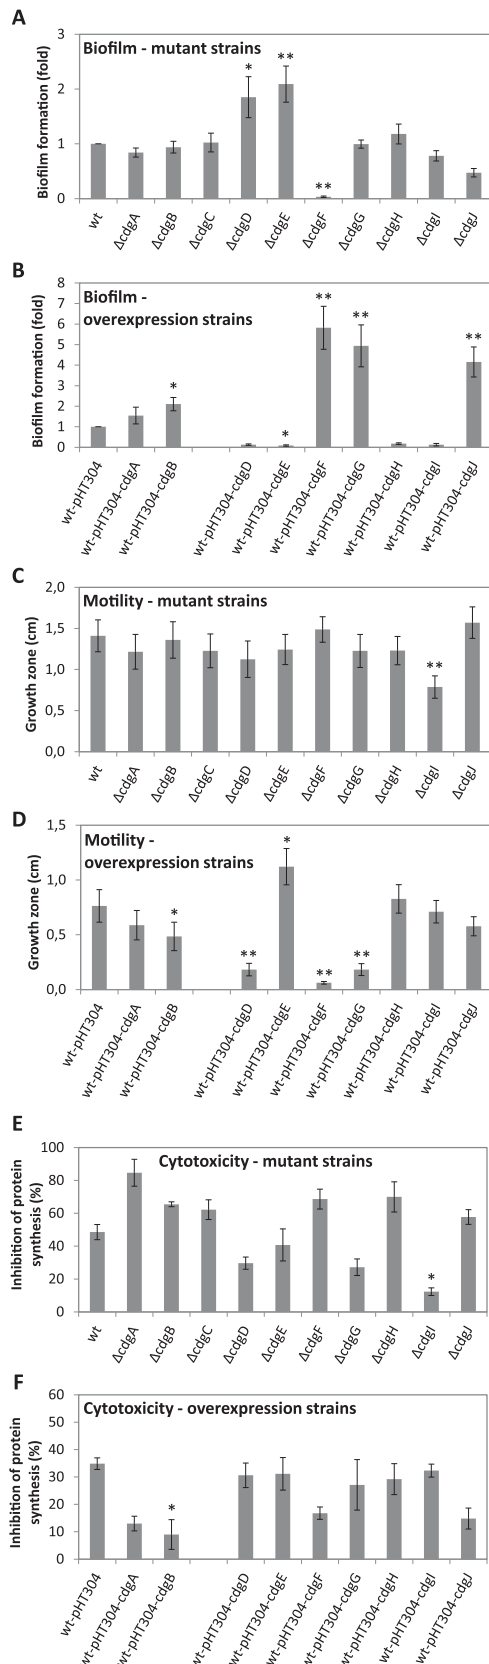 A
Biofilm - mutant strains
Biofilm formation (fold)
3
2
1
0
*
**
**
wt
ΔcdgA
ΔcdgB
ΔcdgC
ΔcdgD
ΔcdgE
ΔcdgF
ΔcdgG
ΔcdgH
ΔcdgI
ΔcdgJ
B
Biofilm -
overexpression strains
Biofilm formation (fold)
8
7
6
5
4
3
2
1
0
*
*
**
**
**
wt-pHT304
wt-pHT304-cdgA
wt-pHT304-cdgB
wt-pHT304-cdgD
wt-pHT304-cdgE
wt-pHT304-cdgF
wt-pHT304-cdgG
wt-pHT304-cdgH
wt-pHT304-cdgI
wt-pHT304-cdgJ
C
Motility - mutant strains
Growth zone (cm)
2,0
1,5
1,0
0,5
0,0
**
wt
ΔcdgA
ΔcdgB
ΔcdgC
ΔcdgD
ΔcdgE
ΔcdgF
ΔcdgG
ΔcdgH
ΔcdgI
ΔcdgJ
D
Motility -
overexpression strains
Growth zone (cm)
1,5
1,0
0,5
0,0
*
**
*
**
**
wt-pHT304
wt-pHT304-cdgA
wt-pHT304-cdgB
wt-pHT304-cdgD
wt-pHT304-cdgE
wt-pHT304-cdgF
wt-pHT304-cdgG
wt-pHT304-cdgH
wt-pHT304-cdgI
wt-pHT304-cdgJ
E
Cytotoxicity - mutant strains
Inhibition of protein
synthesis (%)
100
80
60
40
20
0
*
wt
ΔcdgA
ΔcdgB
ΔcdgC
ΔcdgD
ΔcdgE
ΔcdgF
ΔcdgG
ΔcdgH
ΔcdgI
ΔcdgJ
F
Cytotoxicity - overexpression strains
Inhibition of protein
synthesis (%)
60
50
40
30
20
10
0
*
wt-pHT304
wt-pHT304-cdgA
wt-pHT304-cdgB
wt-pHT304-cdgD
wt-pHT304-cdgE
wt-pHT304-cdgF
wt-pHT304-cdgG
wt-pHT304-cdgH
wt-pHT304-cdgI
wt-pHT304-cdgJ